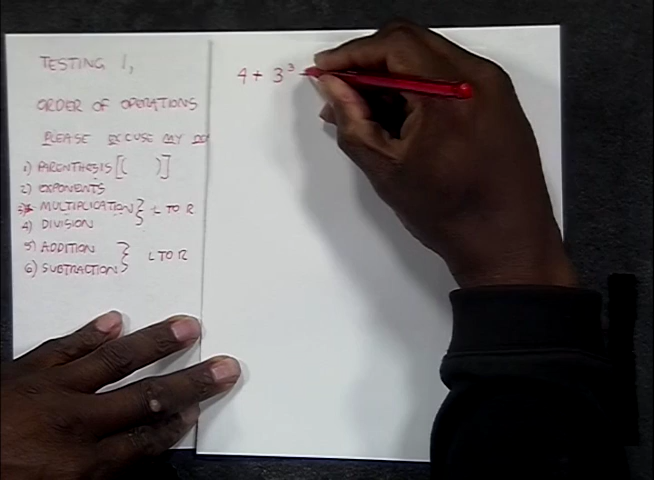 TESTING 1,
ORDER OF OPERATIONS
PLEASE EXCUSE MY
1) PARENTHESIS [( )]
2) EXPONENTS
3) MULTIPLICATION } L TO R
4) DIVISION
5) ADDITION } L TO R
6) SUBTRACTION
4 + 3³ -